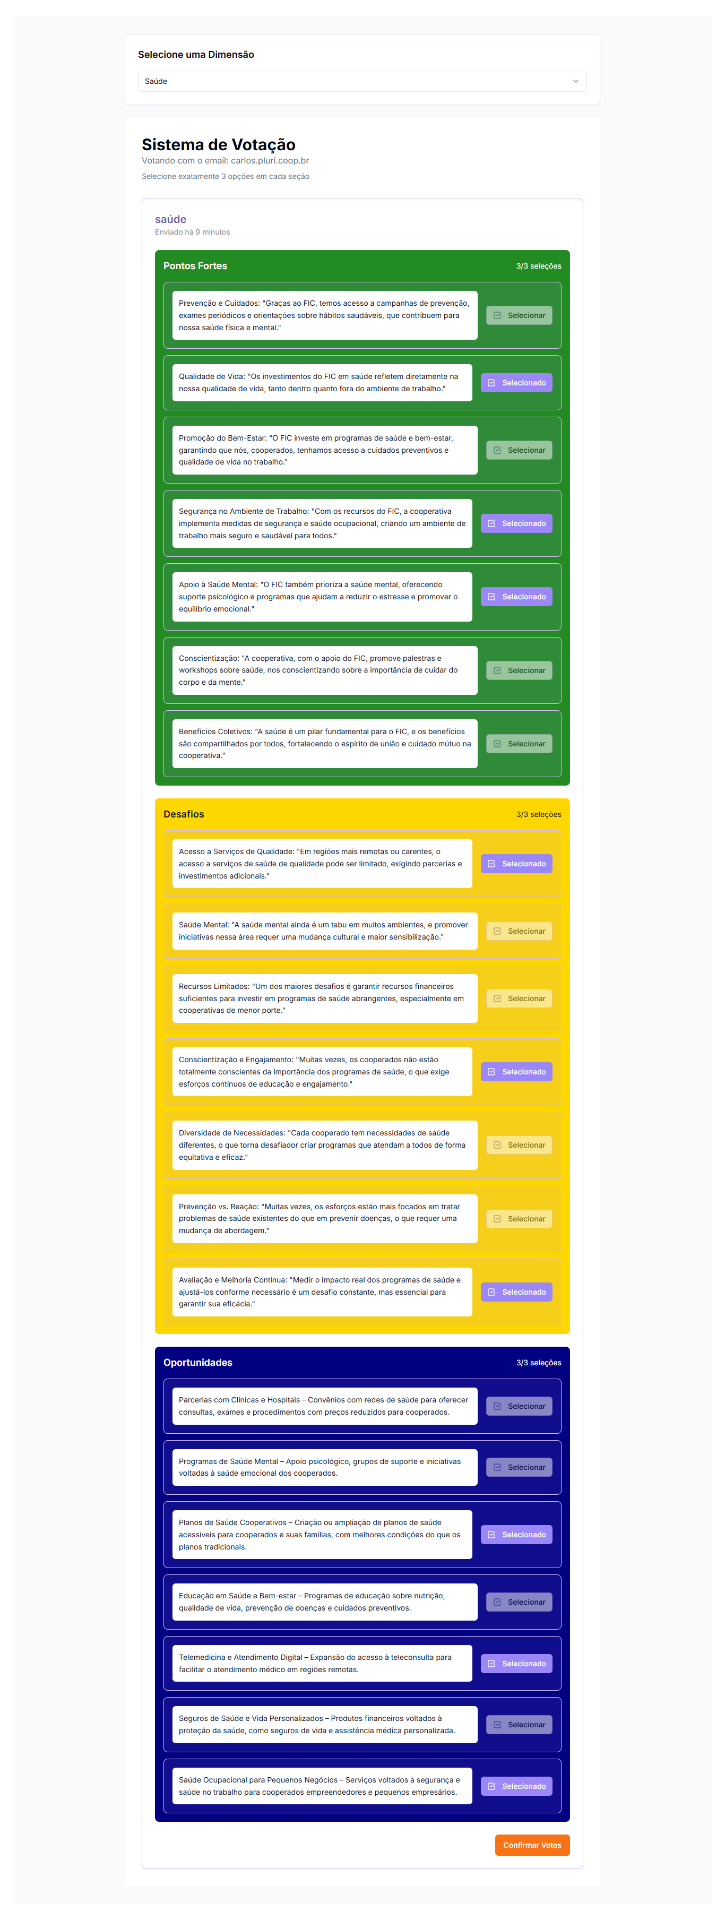 Selecione uma Dimensão
Saúde
Sistema de Votação
Votando com o email: carlos.pluri.coop.br
Selecione exatamente 3 opções em cada seção
saúde
Enviado há 9 minutos
Pontos Fortes
3/3 seleções
Prevenção e Cuidados: "Graças ao FIC, temos acesso a campanhas de prevenção,
exames periódicos e orientações sobre hábitos saudáveis, que contribuem para
nossa saúde física e mental."
Selecionar
Qualidade de Vida: "Os investimentos do FIC em saúde refletem diretamente na
nossa qualidade de vida, tanto dentro quanto fora do ambiente de trabalho."
Selecionado
Promoção do Bem-Estar: "O FIC investe em programas de saúde e bem-estar,
garantindo que nós, cooperados, tenhamos acesso a cuidados preventivos e
qualidade de vida no trabalho."
Selecionar
Segurança no Ambiente de Trabalho: "Com os recursos do FIC, a cooperativa
implementa medidas de segurança e saúde ocupacional, criando um ambiente de
trabalho mais seguro e saudável para todos."
Selecionado
Apoio à Saúde Mental: "O FIC também prioriza a saúde mental, oferecendo
suporte psicológico e programas que ajudam a reduzir o estresse e promover o
equilíbrio emocional."
Selecionado
Conscientização: "A cooperativa, com o apoio do FIC, promove palestras e
workshops sobre saúde, nos conscientizando sobre a importância de cuidar do
corpo e da mente."
Selecionar
Benefícios Coletivos: "A saúde é um pilar fundamental para o FIC, e os benefícios
são compartilhados por todos, fortalecendo o espírito de união e cuidado mútuo na
cooperativa."
Selecionar
Desafios
3/3 seleções
Acesso a Serviços de Qualidade: "Em regiões mais remotas ou carentes, o
acesso a serviços de saúde de qualidade pode ser limitado, exigindo parcerias e
investimentos adicionais."
Selecionado
Saúde Mental: "A saúde mental ainda é um tabu em muitos ambientes, e promover
iniciativas nessa área requer uma mudança cultural e maior sensibilização."
Selecionar
Recursos Limitados: "Um dos maiores desafios é garantir recursos financeiros
suficientes para investir em programas de saúde abrangentes, especialmente em
cooperativas de menor porte."
Selecionar
Conscientização e Engajamento: "Muitas vezes, os cooperados não estão
totalmente conscientes da importância dos programas de saúde, o que exige
esforços contínuos de educação e engajamento."
Selecionado
Diversidade de Necessidades: "Cada cooperado tem necessidades de saúde
diferentes, o que torna desafiador criar programas que atendam a todos de forma
equitativa e eficaz."
Selecionar
Prevenção vs. Reação: "Muitas vezes, os esforços estão mais focados em tratar
problemas de saúde existentes do que em prevenir doenças, o que requer uma
mudança de abordagem."
Selecionar
Avaliação e Melhoria Contínua: "Medir o impacto real dos programas de saúde e
ajustá-los conforme necessário é um desafio constante, mas essencial para
garantir sua eficácia."
Selecionado
Oportunidades
3/3 seleções
Parcerias com Clínicas e Hospitais – Convênios com redes de saúde para oferecer
consultas, exames e procedimentos com preços reduzidos para cooperados.
Selecionar
Programas de Saúde Mental – Apoio psicológico, grupos de suporte e iniciativas
voltadas à saúde emocional dos cooperados.
Selecionar
Planos de Saúde Cooperativos – Criação ou ampliação de planos de saúde
acessíveis para cooperados e suas famílias, com melhores condições do que os
planos tradicionais.
Selecionado
Educação em Saúde e Bem-estar – Programas de educação sobre nutrição,
qualidade de vida, prevenção de doenças e cuidados preventivos.
Selecionar
Telemedicina e Atendimento Digital – Expansão do acesso à teleconsulta para
facilitar o atendimento médico em regiões remotas.
Selecionado
Seguros de Saúde e Vida Personalizados – Produtos financeiros voltados à
proteção da saúde, como seguros de vida e assistência médica personalizada.
Selecionar
Saúde Ocupacional para Pequenos Negócios – Serviços voltados à segurança e
saúde no trabalho para cooperados empreendedores e pequenos empresários.
Selecionado
Confirmar Votos